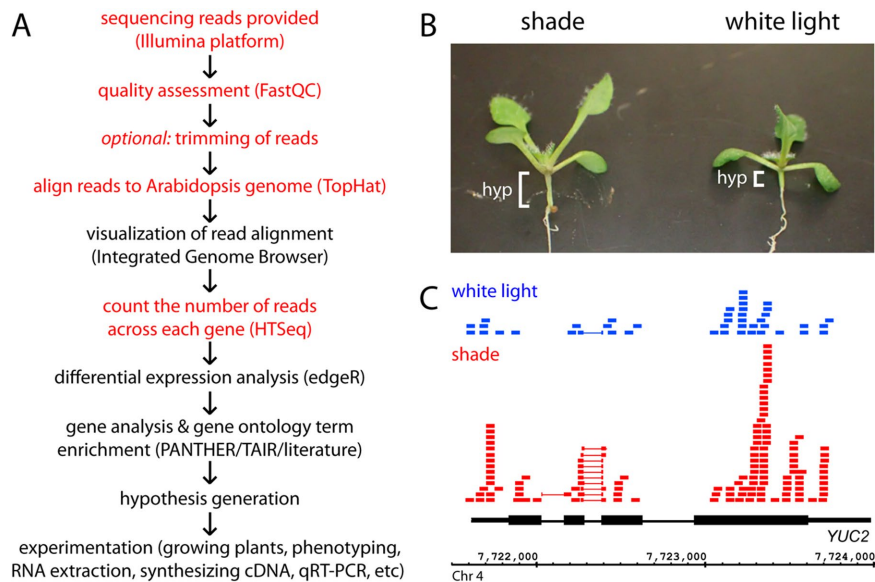 A
sequencing reads provided
(Illumina platform)
quality assessment (FastQC)
optional: trimming of reads
align reads to Arabidopsis genome (TopHat)
visualization of read alignment
(Integrated Genome Browser)
count the number of reads
across each gene (HTSeq)
differential expression analysis (edgeR)
gene analysis & gene ontology term
enrichment (PANTHER/TAIR/literature)
hypothesis generation
experimentation (growing plants, phenotyping,
RNA extraction, synthesizing cDNA, qRT-PCR, etc)
B
shade
white light
hyp
hyp
C
white light
shade
YUC2
7,722,000
7,723,000
7,724,000
Chr 4